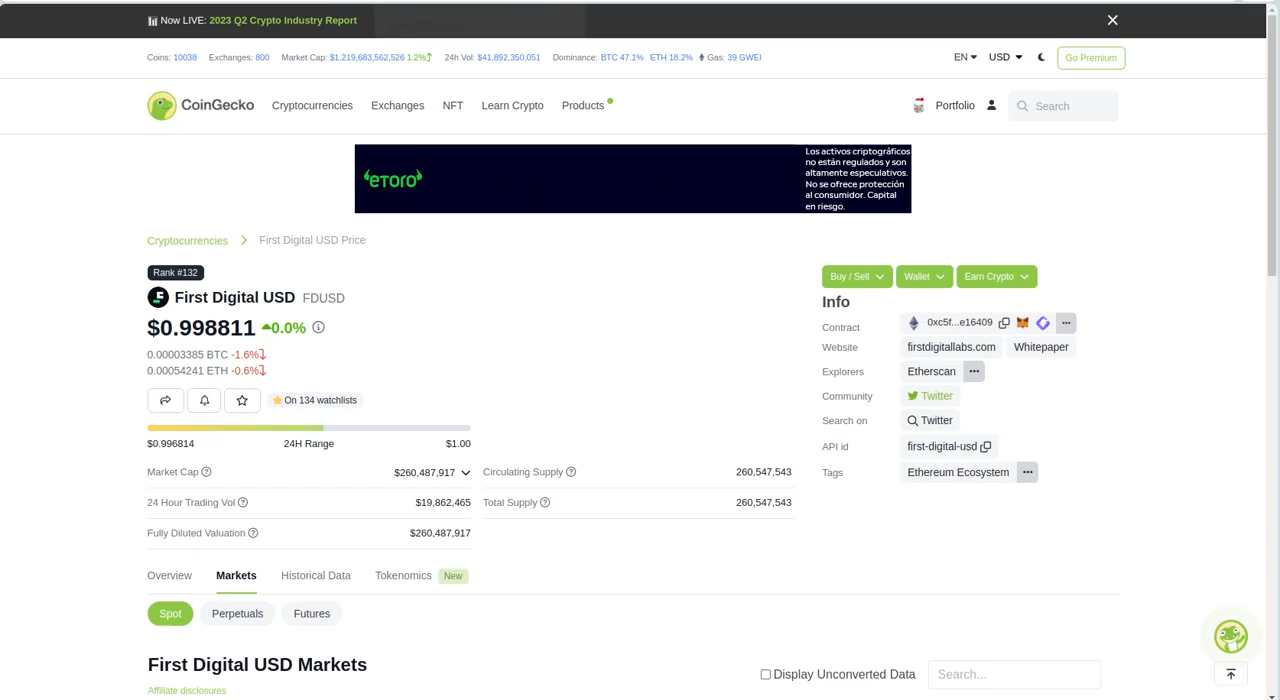 Now LIVE: 2023 Q2 Crypto Industry Report
Coins: 10038 Exchanges: 800 Market Cap: $1,219,683,562,526 1.2% 24h Vol: $41,892,350,051 Dominance: BTC 47.1% ETH 18.2% Gas: 39 GWEI EN USD Go Premium
CoinGecko Cryptocurrencies Exchanges NFT Learn Crypto Products Portfolio Search
eToro
Los activos criptográficos
no están regulados y son
altamente especulativos.
No se ofrece protección
al consumidor. Capital
en riesgo.
Cryptocurrencies First Digital USD Price
Rank #132
First Digital USD FDUSD
$0.998811 0.0%
0.00003385 BTC -1.6%
0.00054241 ETH -0.6%
On 134 watchlists
$0.996814 24H Range $1.00
Market Cap $260,487,917
24 Hour Trading Vol $19,862,465
Fully Diluted Valuation $260,487,917
Circulating Supply 260,547,543
Total Supply 260,547,543
Buy / Sell Wallet Earn Crypto
Info
Contract 0xc5f...e16409
Website firstdigitallabs.com Whitepaper
Explorers Etherscan
Community Twitter
Search on Twitter
API id first-digital-usd
Tags Ethereum Ecosystem
Overview Markets Historical Data Tokenomics New
Spot Perpetuals Futures
First Digital USD Markets
Display Unconverted Data Search...
Affiliate disclosures